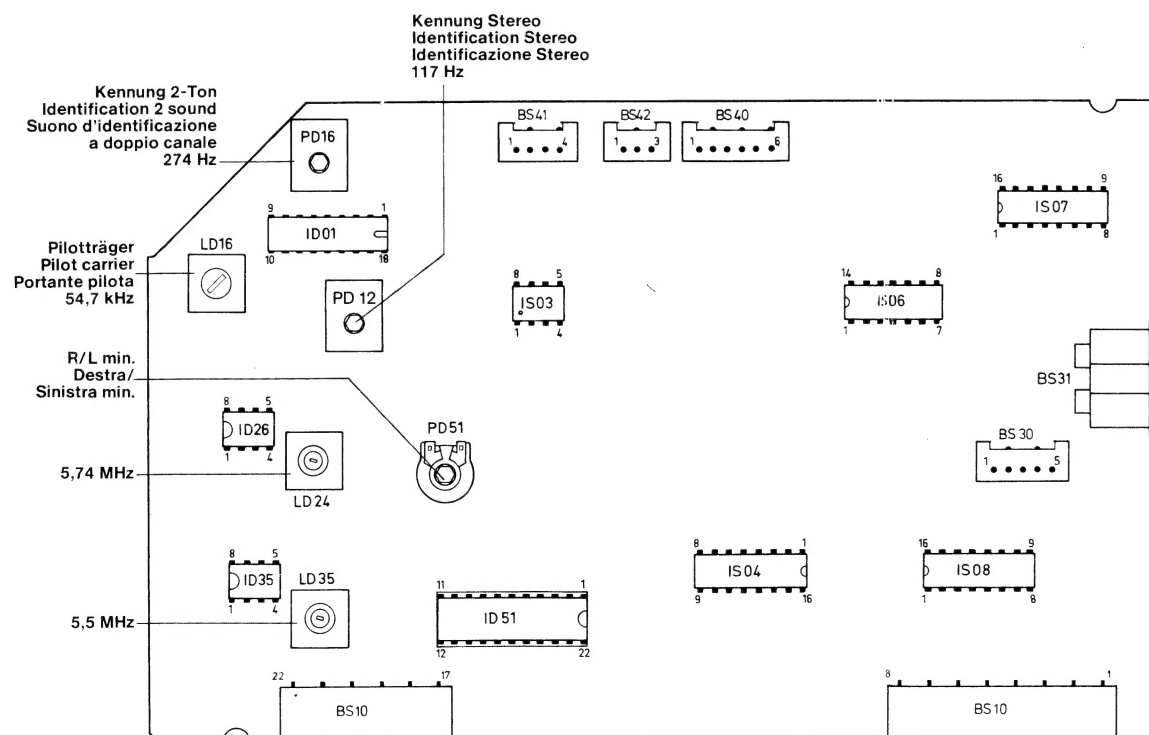 Kennung Stereo
Identification Stereo
Identificazione Stereo
117 Hz
Kennung 2-Ton
Identification 2 sound
Suono d'identificazione
a doppio canale
274 Hz
PD16
BS41
1 4
BS42
1 3
BS40
1 6
16 9
IS07
1 8
9 1
ID01
10 18
Pilotträger
Pilot carrier
Portante pilota
54,7 kHz
LD16
PD 12
8 5
IS03
1 4
14 8
IS06
1 7
R/L min.
Destra/
Sinistra min.
BS31
8 5
ID26
1 4
PD51
BS30
1 5
5,74 MHz
LD24
8 5
ID35
1 4
LD35
5,5 MHz
11 1
ID51
12 22
8 1
IS04
9 16
16 9
IS08
1 8
22 17
BS10
8 1
BS10